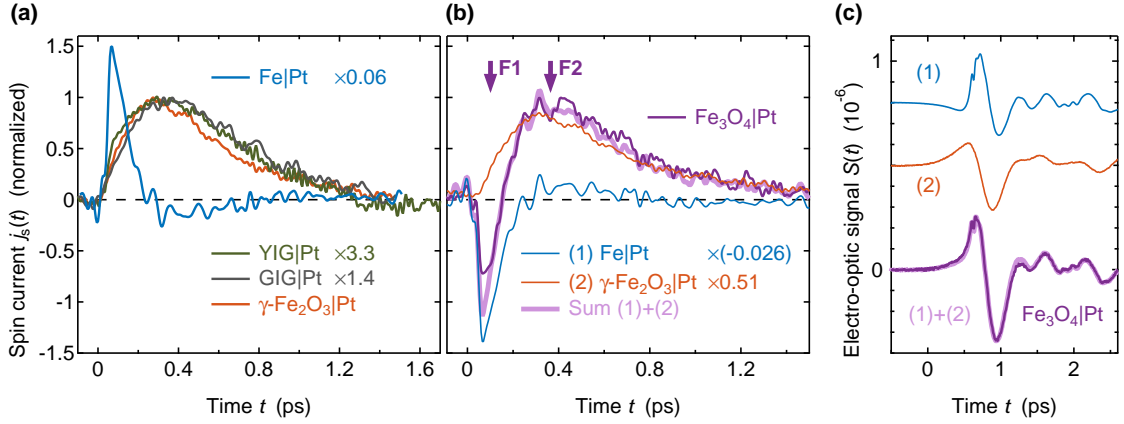 (a)
Spin current jₛ(t) (normalized)
1.5
1
0.5
0
-0.5
-1
-1.5
Fe|Pt ×0.06
YIG|Pt ×3.3
GIG|Pt ×1.4
γ-Fe₂O₃|Pt
0 0.4 0.8 1.2 1.6
Time t (ps)
(b)
F1 F2
Fe₃O₄|Pt
(1) Fe|Pt ×(-0.026)
(2) γ-Fe₂O₃|Pt ×0.51
Sum (1)+(2)
0 0.4 0.8 1.2
Time t (ps)
(c)
Electro-optic signal S(t) (10⁻⁶)
1
0
(1)
(2)
(1)+(2)
Fe₃O₄|Pt
0 1 2
Time t (ps)